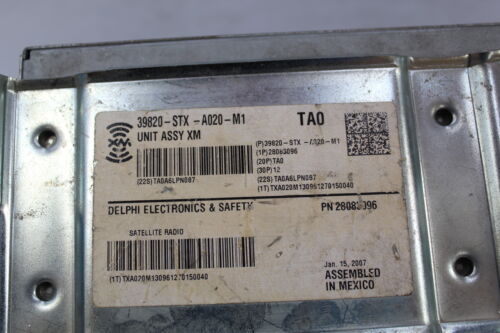 39820-STX-A020-M1
TA0
UNIT ASSY XM
(P)39820-STX-A020-M1
(1P)28083096
(20P)TA0
(30P)12
XM
(22S)TA0A6LPN087
(22S)TA0A6LPN087
(1T)TXA020M130961270150040
DELPHI ELECTRONICS & SAFETY
PN 28083096
SATELLITE RADIO
(1T)TXA020M130961270150040
Jan. 15, 2007
ASSEMBLED
IN MEXICO